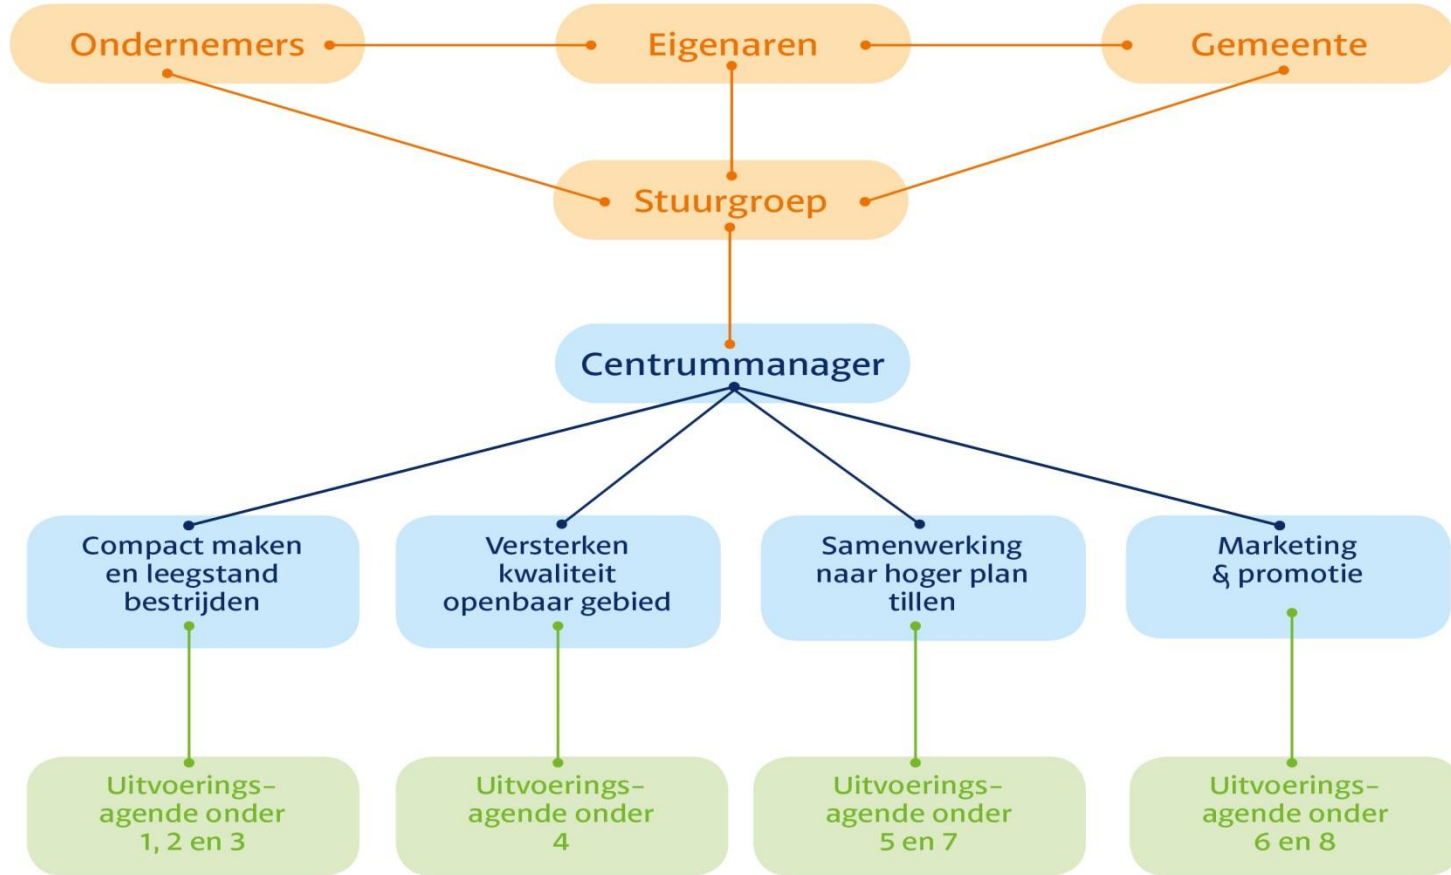 Ondernemers
Eigenaren
Gemeente
Stuurgroep
Centrummanager
Compact maken
en leegstand
bestrijden
Versterken
kwaliteit
openbaar gebied
Samenwerking
naar hoger plan
tillen
Marketing
& promotie
Uitvoerings-
agende onder
1, 2 en 3
Uitvoerings-
agende onder
4
Uitvoerings-
agende onder
5 en 7
Uitvoerings-
agende onder
6 en 8